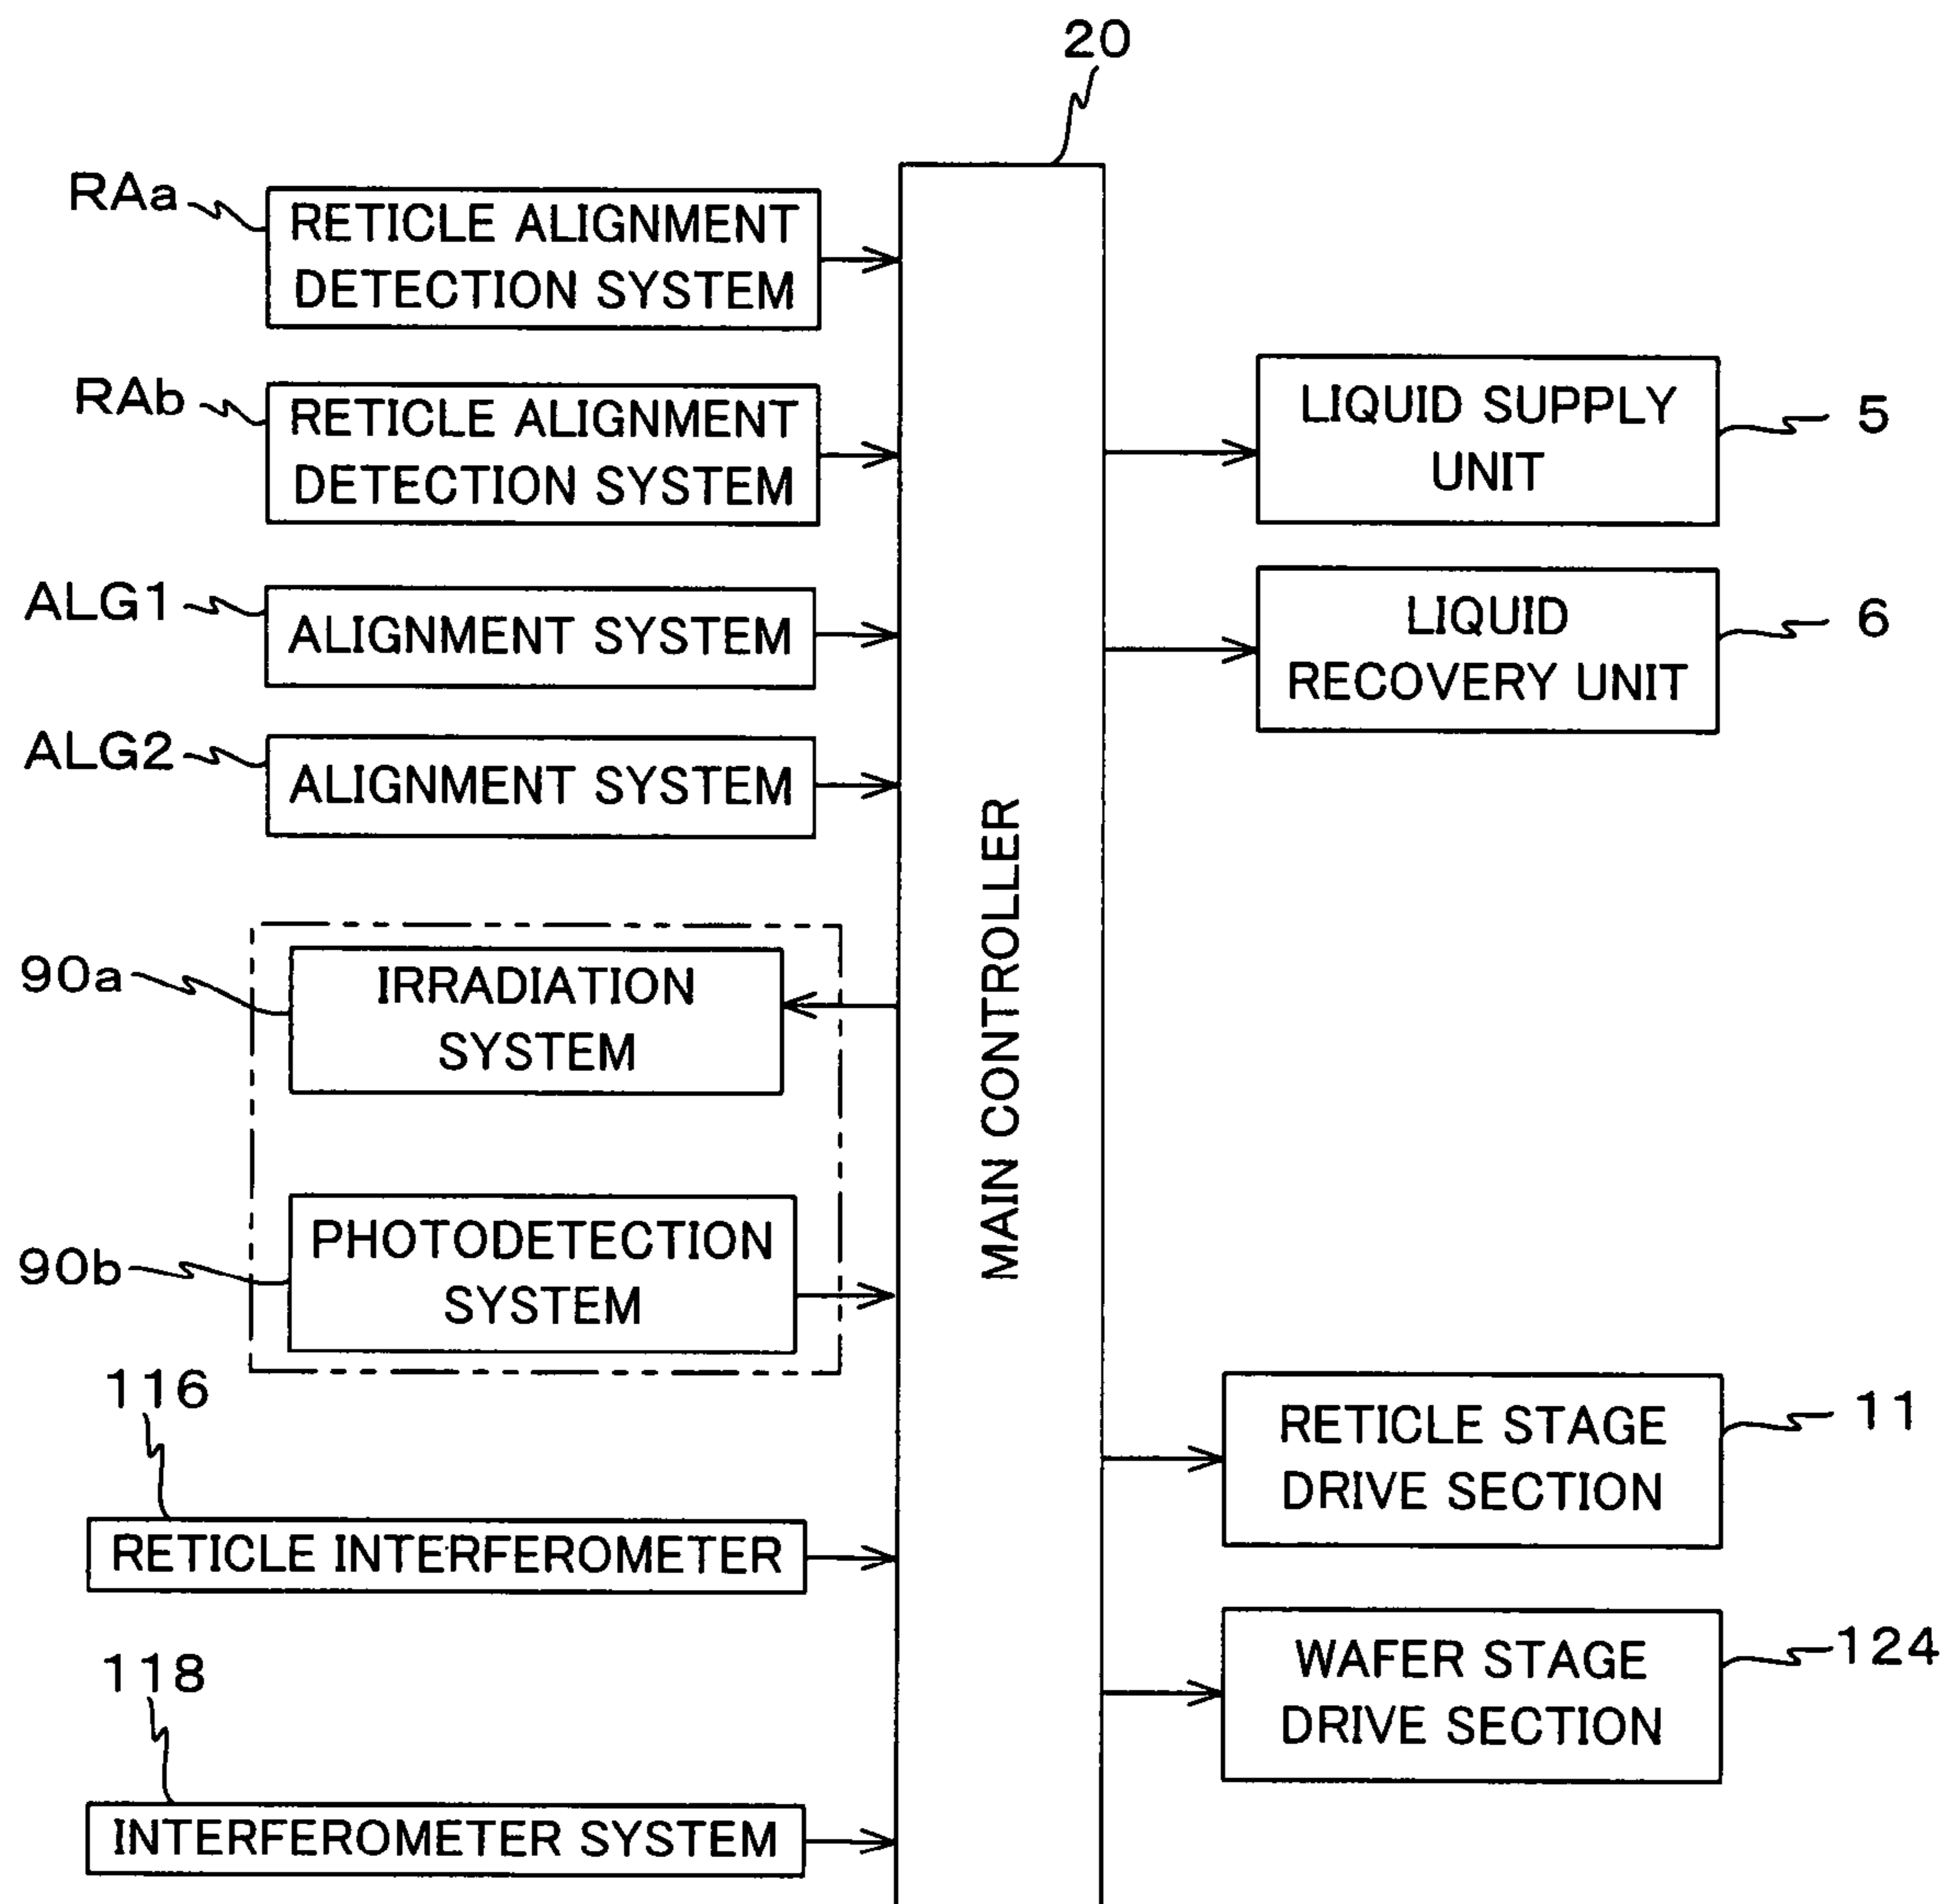 20
RAa
RETICLE ALIGNMENT
DETECTION SYSTEM
RAb
RETICLE ALIGNMENT
DETECTION SYSTEM
LIQUID SUPPLY
UNIT
5
ALG1
ALIGNMENT SYSTEM
LIQUID
RECOVERY UNIT
6
ALG2
ALIGNMENT SYSTEM
MAIN CONTROLLER
90a
IRRADIATION
SYSTEM
90b
PHOTODETECTION
SYSTEM
116
RETICLE INTERFEROMETER
RETICLE STAGE
DRIVE SECTION
11
118
INTERFEROMETER SYSTEM
WAFER STAGE
DRIVE SECTION
124